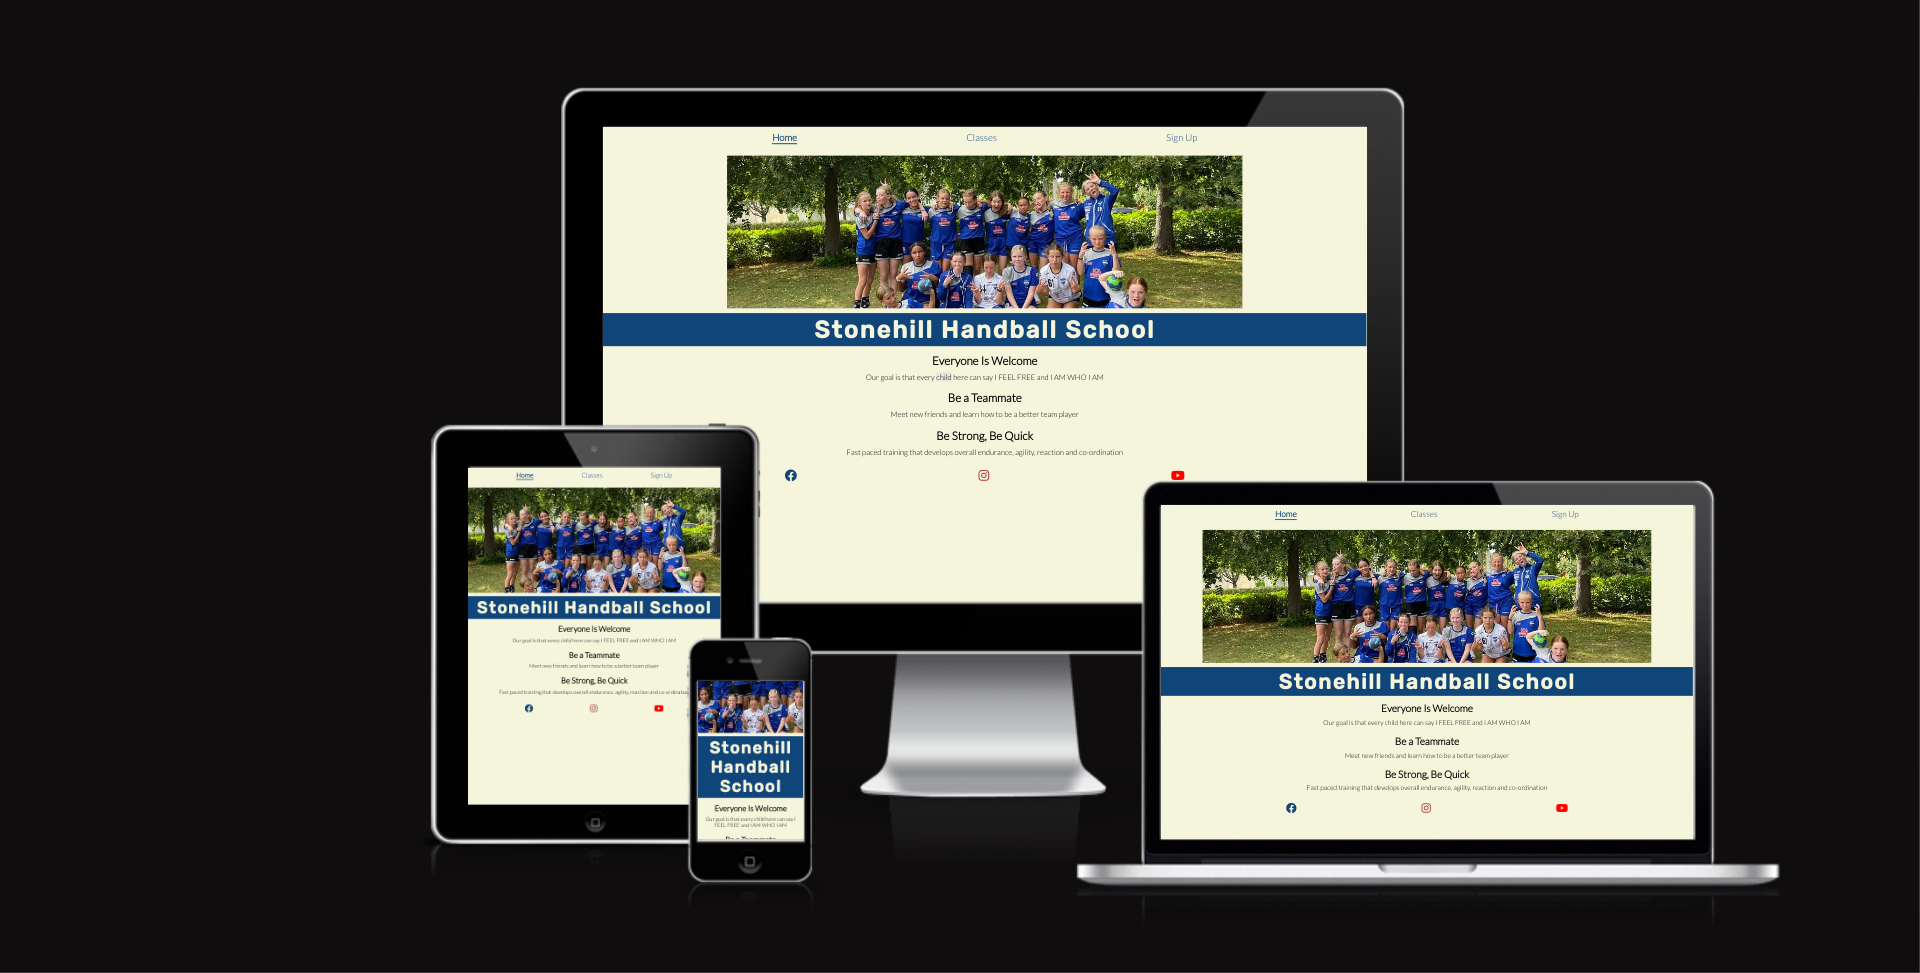 Home Classes Sign Up
Stonehill Handball School
Everyone Is Welcome
Our goal is that every child here can say I FEEL FREE and I AM WHO I AM
Be a Teammate
Meet new friends and learn how to be a better team player
Be Strong, Be Quick
Fast paced training that develops overall endurance, agility, reaction and co-ordination
Home Classes Sign Up
Stonehill Handball School
Everyone Is Welcome
Our goal is that every child here can say I FEEL FREE and I AM WHO I AM
Be a Teammate
Meet new friends and learn how to be a better team player
Be Strong, Be Quick
Fast paced training that develops overall endurance, agility, reaction and co-ordination
Stonehill
Handball
School
Everyone Is Welcome
Our goal is that every child here can say I
FEEL FREE and I AM WHO I AM
Be a Teammate
Home Classes Sign Up
Stonehill Handball School
Everyone Is Welcome
Our goal is that every child here can say I FEEL FREE and I AM WHO I AM
Be a Teammate
Meet new friends and learn how to be a better team player
Be Strong, Be Quick
Fast paced training that develops overall endurance, agility, reaction and co-ordination